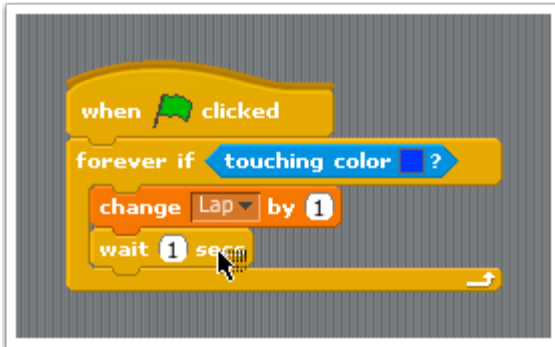 when clicked
forever if touching color ?
change Lap by 1
wait 1 secs